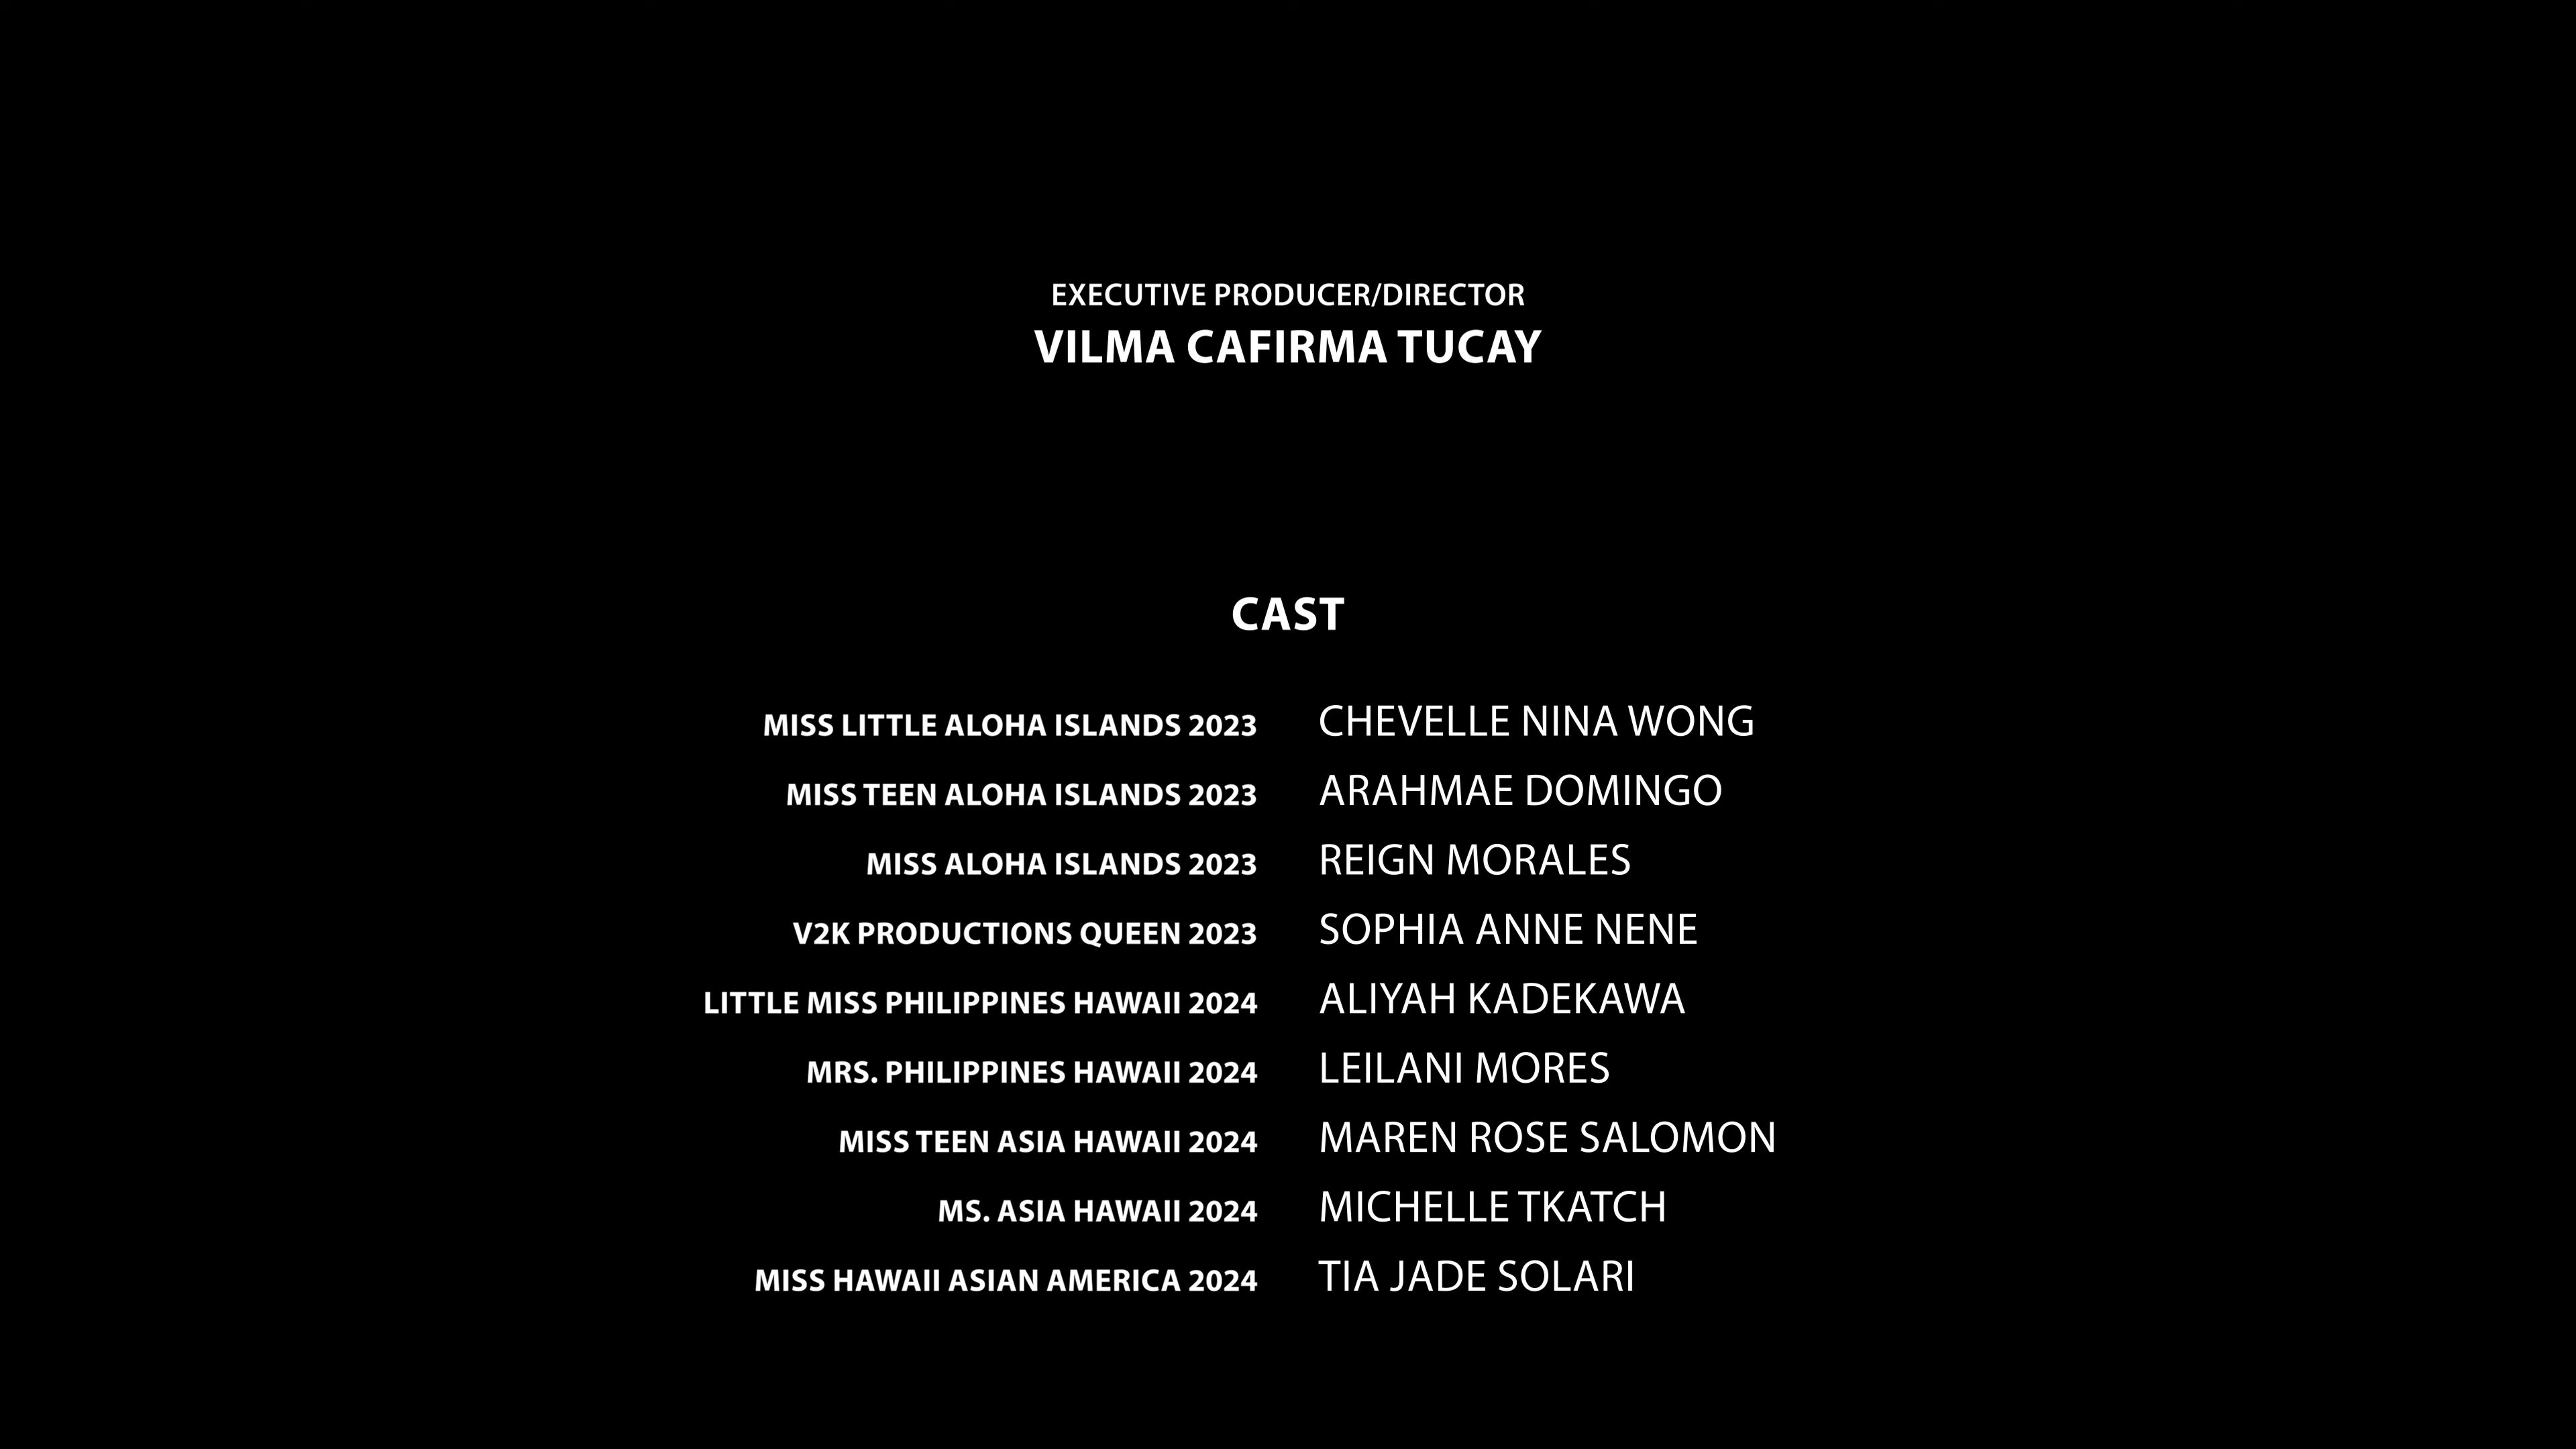 EXECUTIVE PRODUCER/DIRECTOR
VILMA CAFIRMA TUCAY
CAST
MISS LITTLE ALOHA ISLANDS 2023 CHEVELLE NINA WONG
MISS TEEN ALOHA ISLANDS 2023 ARAHMAE DOMINGO
MISS ALOHA ISLANDS 2023 REIGN MORALES
V2K PRODUCTIONS QUEEN 2023 SOPHIA ANNE NENE
LITTLE MISS PHILIPPINES HAWAII 2024 ALIYAH KADEKAWA
MRS. PHILIPPINES HAWAII 2024 LEILANI MORES
MISS TEEN ASIA HAWAII 2024 MAREN ROSE SALOMON
MS. ASIA HAWAII 2024 MICHELLE TKATCH
MISS HAWAII ASIAN AMERICA 2024 TIA JADE SOLARI